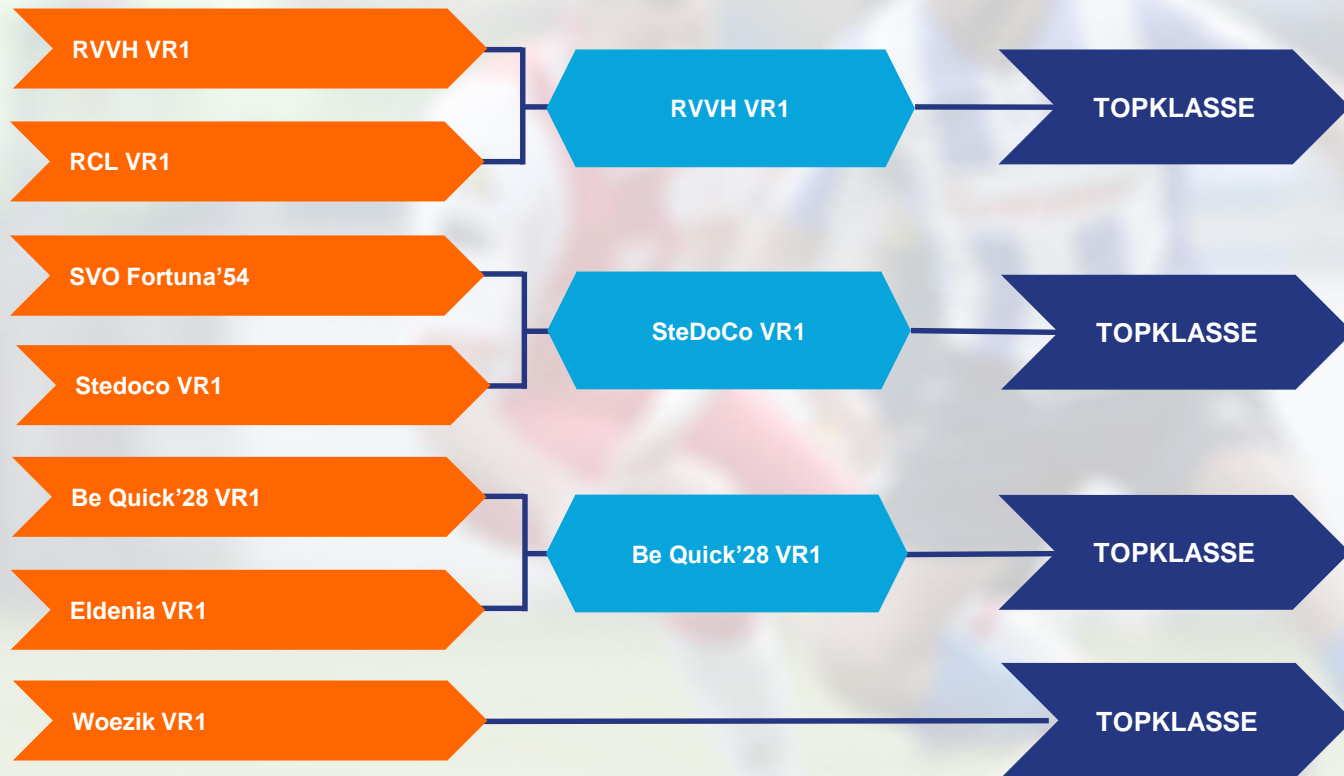 RVVH VR1
RCL VR1
RVVH VR1
TOPKLASSE
SVO Fortuna’54
Stedoco VR1
SteDoCo VR1
TOPKLASSE
Be Quick’28 VR1
Eldenia VR1
Be Quick’28 VR1
TOPKLASSE
Woezik VR1
TOPKLASSE